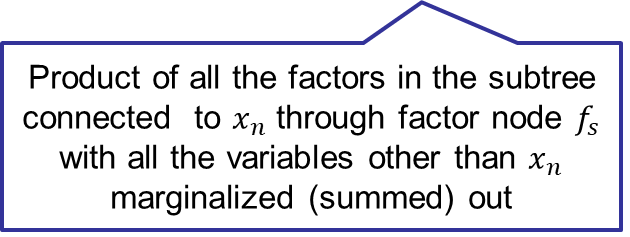 Product of all the factors in the subtree
connected to xₙ through factor node fₛ
with all the variables other than xₙ
marginalized (summed) out